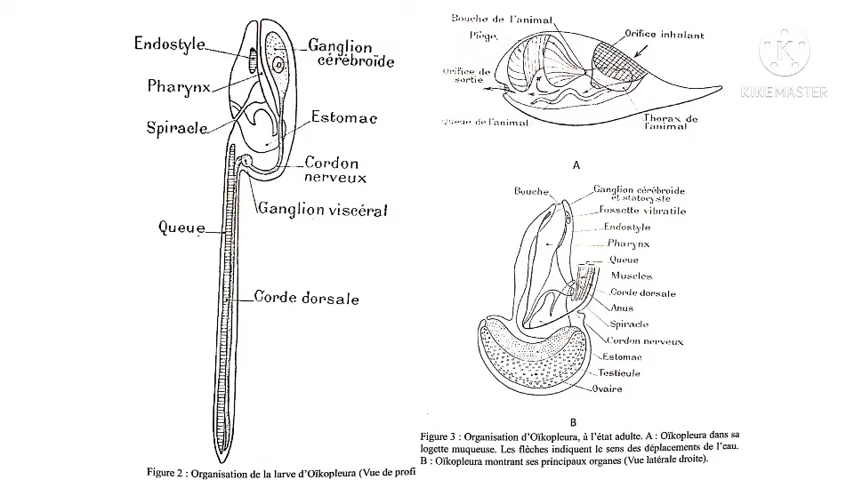 Endostyle
Ganglion
cérébroïde
Pharynx
Spiracle
Estomac
Cordon
nerveux
Ganglion viscéral
Queue
Corde dorsale
Figure 2 : Organisation de la larve d'Oïkopleura (Vue de profi
Bouche de l'animal
Piège
Orifice inhalant
Orifice de
sortie
Queue de l'animal
Thorax de
l'animal
A
Bouche
Ganglion cérébroïde
et statocyste
Fossette vibratile
Endostyle
Pharynx
Queue
Muscles
Corde dorsale
Anus
Spiracle
Cordon nerveux
Estomac
Testicule
Ovaire
B
Figure 3 : Organisation d'Oïkopleura, à l'état adulte. A : Oïkopleura dans sa
logette muqueuse. Les flèches indiquent le sens des déplacements de l'eau.
B : Oïkopleura montrant ses principaux organes (Vue latérale droite).
K
KINEMASTER